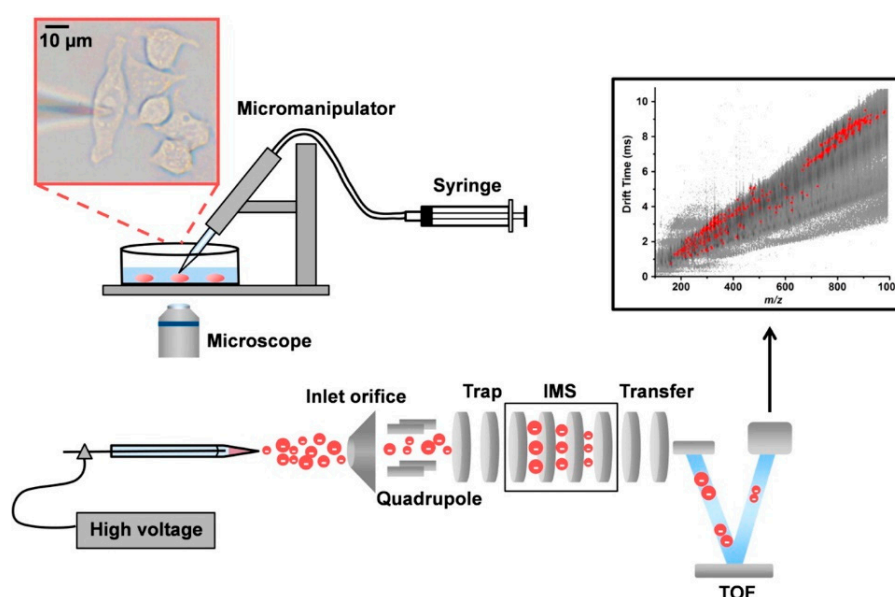 10 µm
Micromanipulator
Syringe
Microscope
Drift Time (ms)
10
8
6
4
2
0
200
400
600
800
100
m/z
Inlet orifice
Trap
IMS
Transfer
Quadrupole
High voltage
TOF